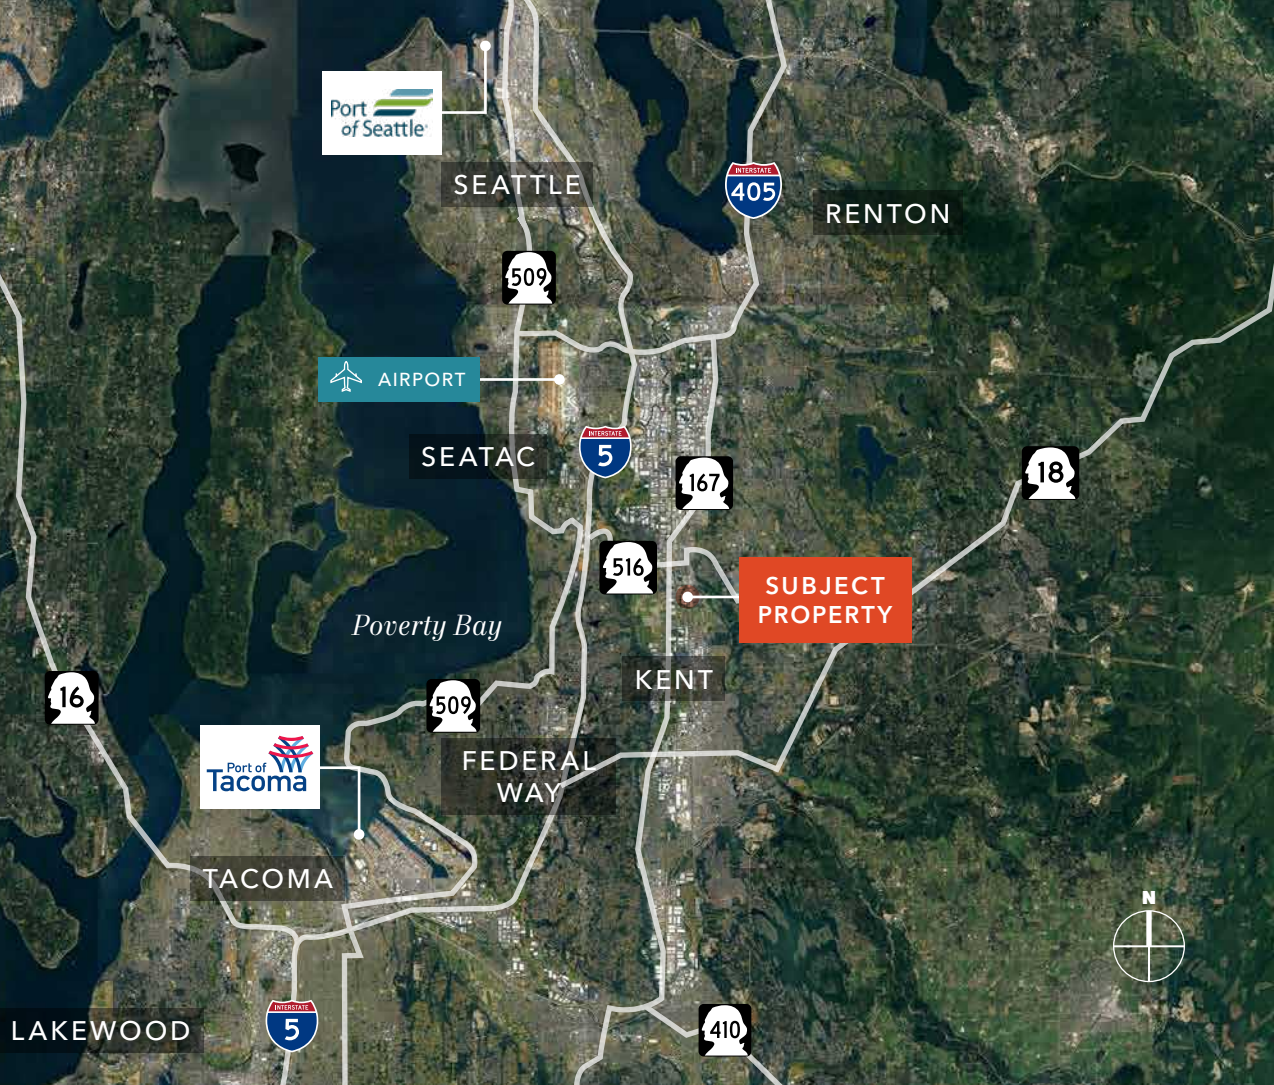 Port
of Seattle
SEATTLE
INTERSTATE
405
RENTON
509
AIRPORT
SEATAC
INTERSTATE
5
167
18
516
SUBJECT
PROPERTY
Poverty Bay
KENT
16
509
Port of
Tacoma
FEDERAL
WAY
TACOMA
N
LAKEWOOD
INTERSTATE
5
410